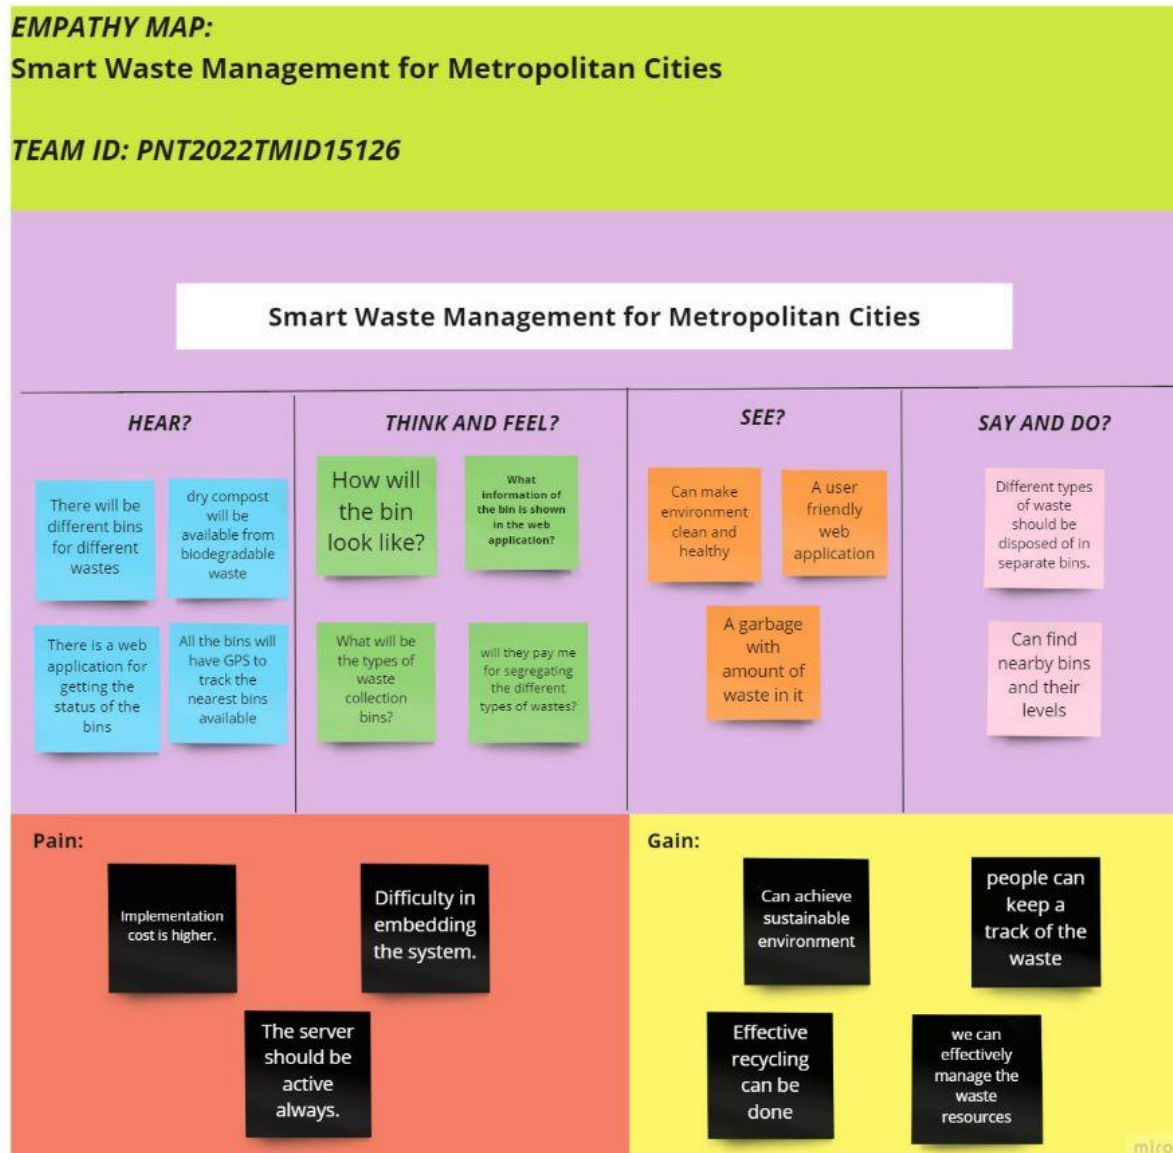 EMPATHY MAP:
Smart Waste Management for Metropolitan Cities
TEAM ID: PNT2022TMID15126
Smart Waste Management for Metropolitan Cities
HEAR?
There will be
different bins
for different
wastes
dry compost
will be
available from
biodegradable
waste
There is a web
application for
getting the
status of the
bins
All the bins will
have GPS to
track the
nearest bins
available
THINK AND FEEL?
How will
the bin
look like?
What
information of
the bin is shown
in the web
application?
What will be
the types of
waste
collection
bins?
will they pay me
for segregating
the different
types of wastes?
SEE?
Can make
environment
clean and
healthy
A user
friendly
web
application
A garbage
with
amount of
waste in it
SAY AND DO?
Different types
of waste
should be
disposed of in
separate bins.
Can find
nearby bins
and their
levels
Pain:
Implementation
cost is higher.
Difficulty in
embedding
the system.
The server
should be
active
always.
Gain:
Can achieve
sustainable
environment
people can
keep a
track of the
waste
Effective
recycling
can be
done
we can
effectively
manage the
waste
resources
miro